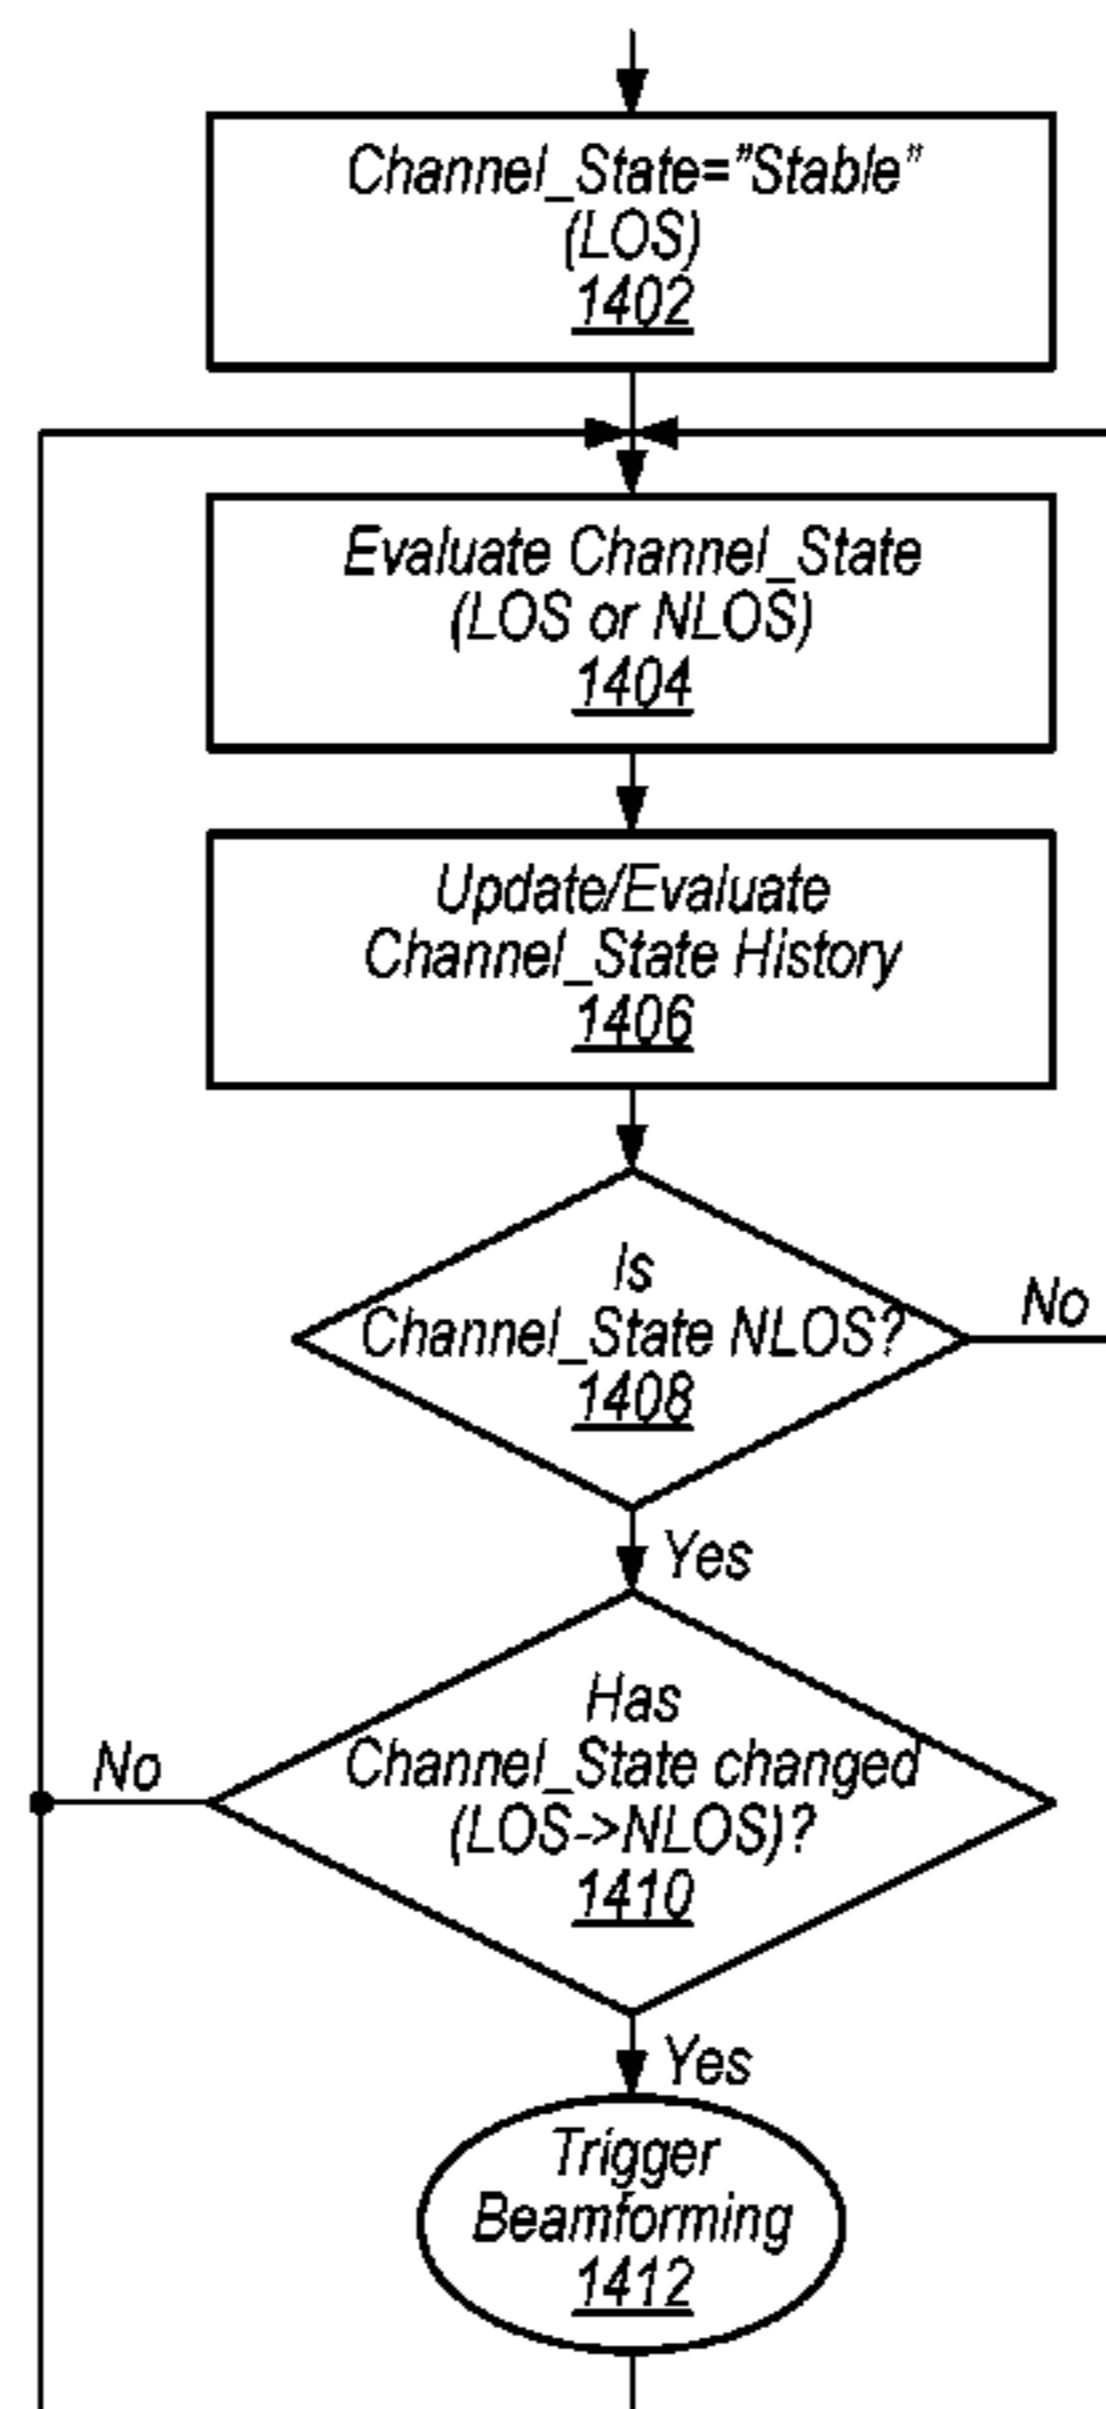 Channel_State="Stable"
(LOS)
1402
Evaluate Channel_State
(LOS or NLOS)
1404
Update/Evaluate
Channel_State History
1406
Is
Channel_State NLOS?
1408
No
Yes
Has
Channel_State changed
(LOS->NLOS)?
1410
No
Yes
Trigger
Beamforming
1412